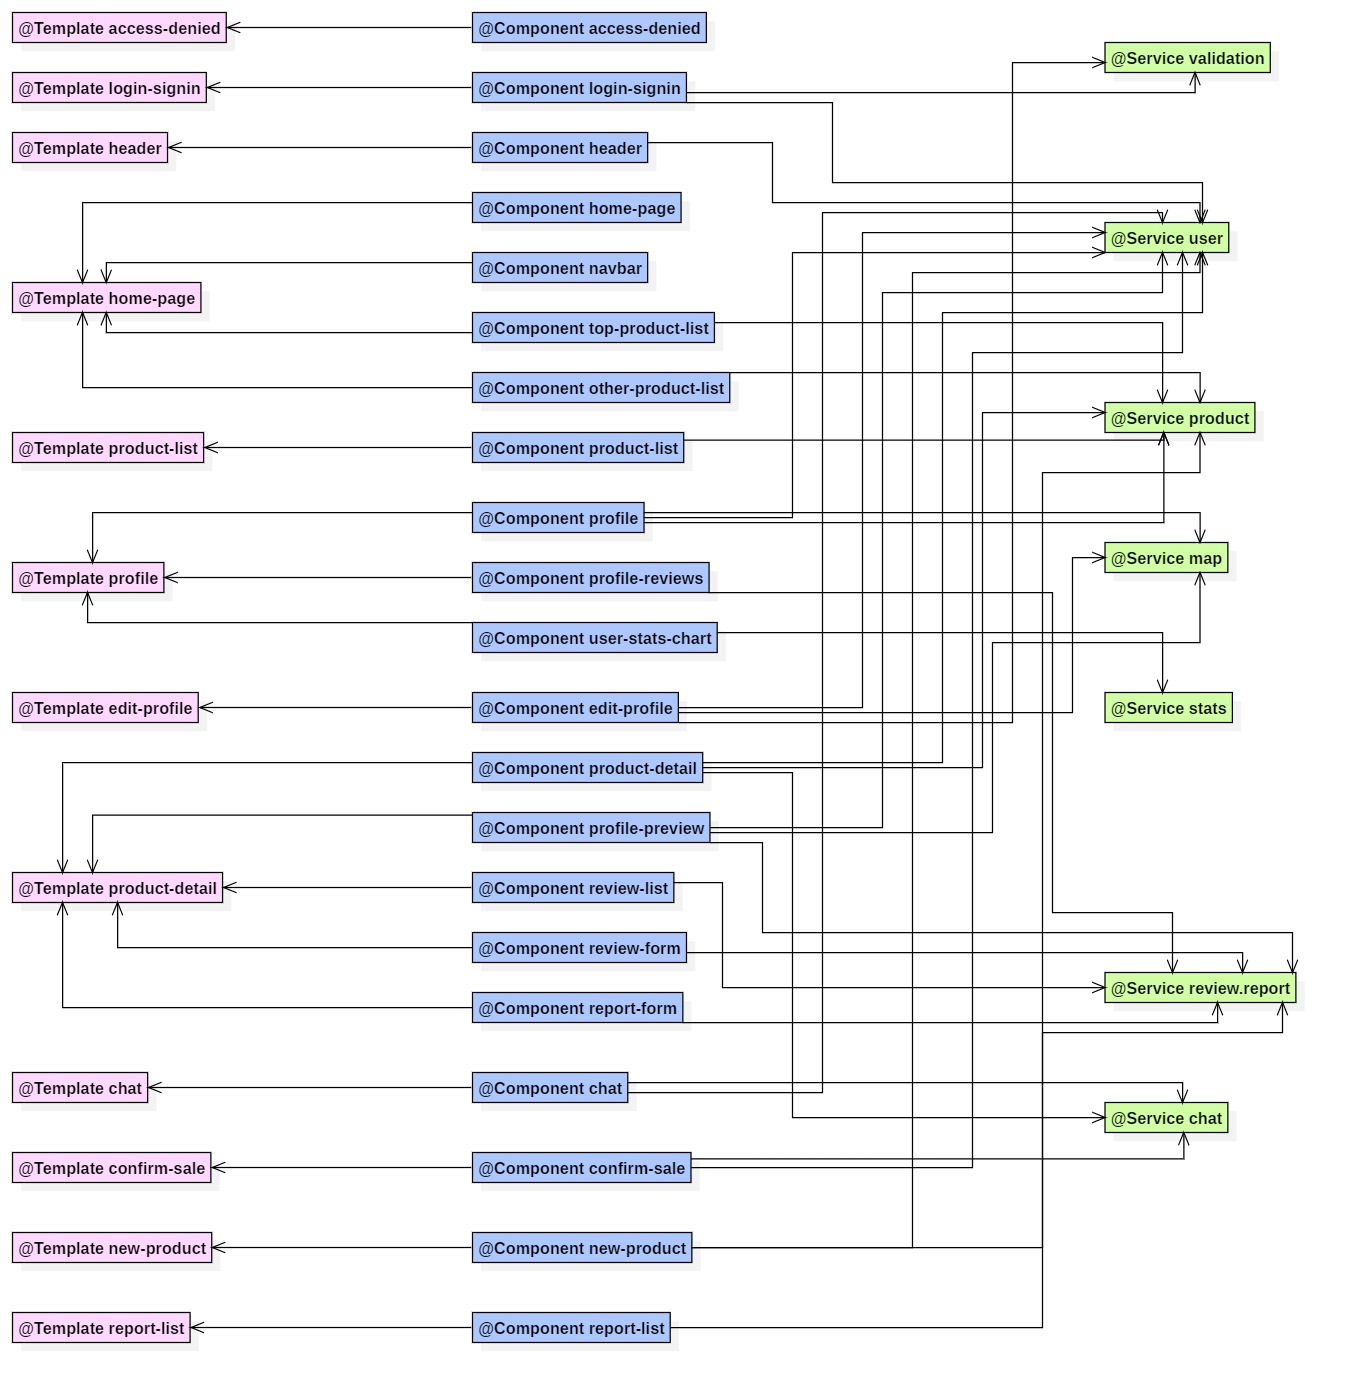 @Template access-denied
@Component access-denied
@Service validation
@Template login-signin
@Component login-signin
@Template header
@Component header
@Component home-page
@Service user
@Component navbar
@Template home-page
@Component top-product-list
@Component other-product-list
@Service product
@Template product-list
@Component product-list
@Component profile
@Service map
@Template profile
@Component profile-reviews
@Component user-stats-chart
@Template edit-profile
@Component edit-profile
@Service stats
@Component product-detail
@Component profile-preview
@Template product-detail
@Component review-list
@Component review-form
@Service review.report
@Component report-form
@Template chat
@Component chat
@Service chat
@Template confirm-sale
@Component confirm-sale
@Template new-product
@Component new-product
@Template report-list
@Component report-list